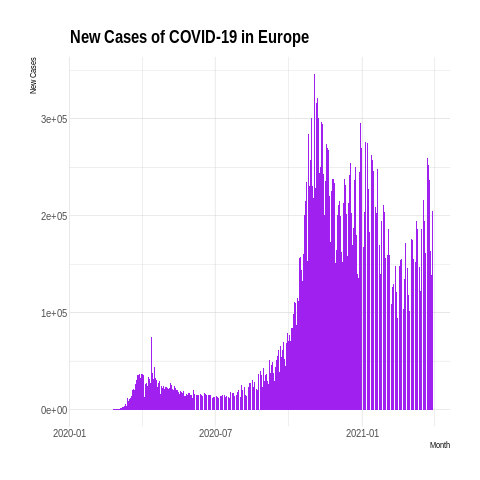 New Cases of COVID-19 in Europe
New Cases
3e+05
2e+05
1e+05
0e+00
2020-01
2020-07
2021-01
Month